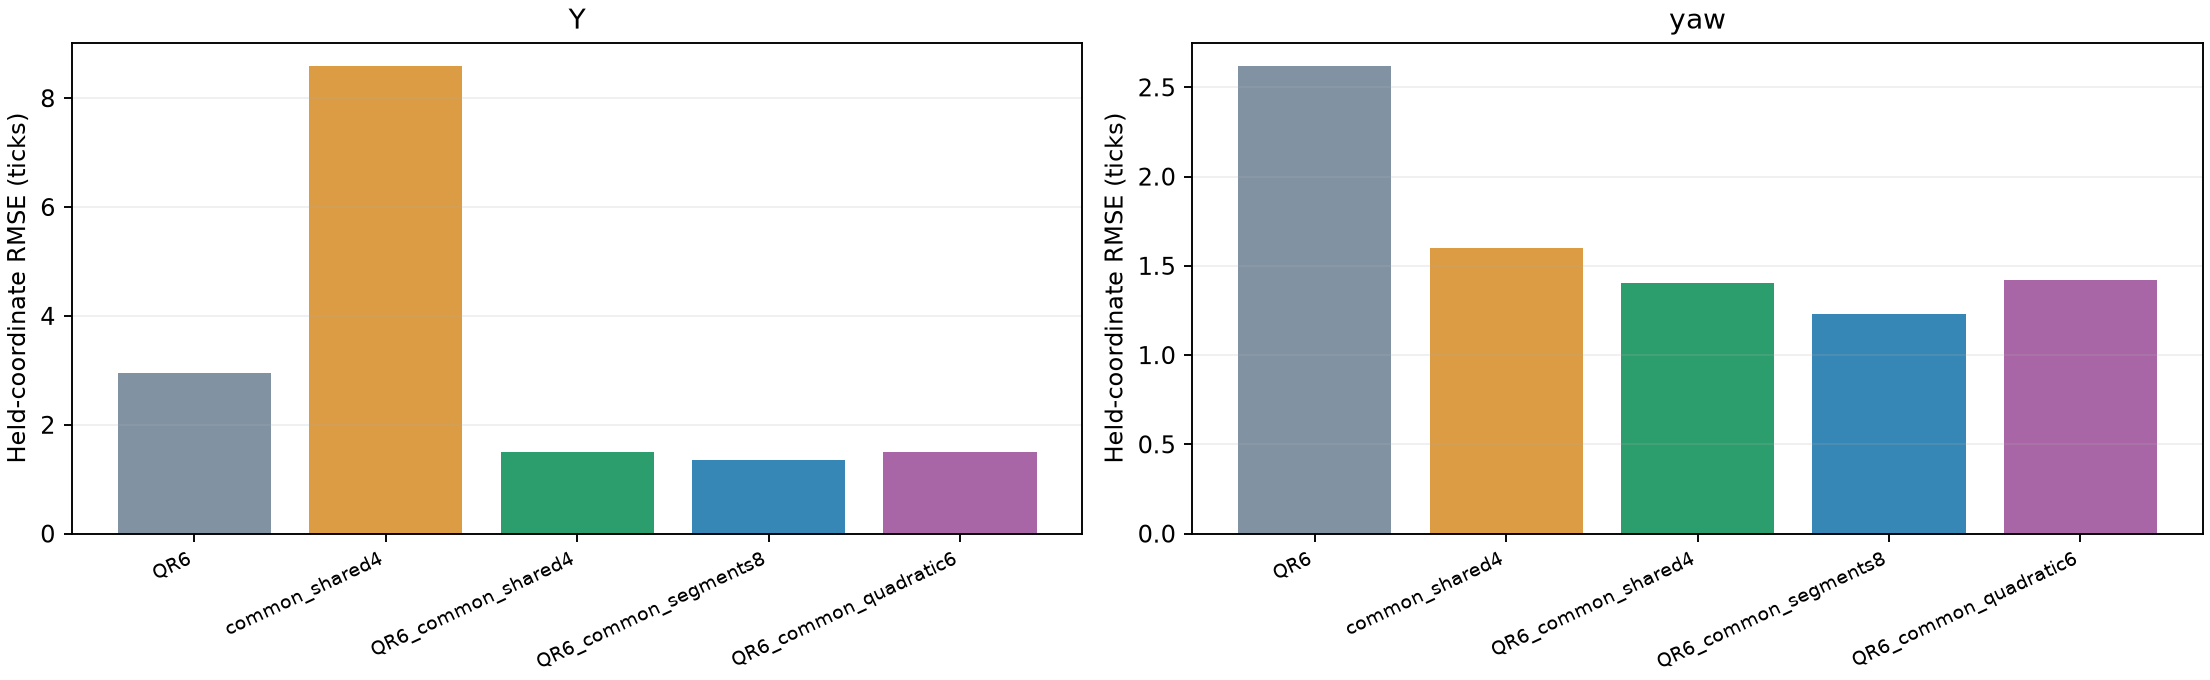 Y
Held-coordinate RMSE (ticks)
8
6
4
2
0
QR6
common_shared4
QR6_common_shared4
QR6_common_segments8
QR6_common_quadratic6
yaw
Held-coordinate RMSE (ticks)
2.5
2.0
1.5
1.0
0.5
0.0
QR6
common_shared4
QR6_common_shared4
QR6_common_segments8
QR6_common_quadratic6